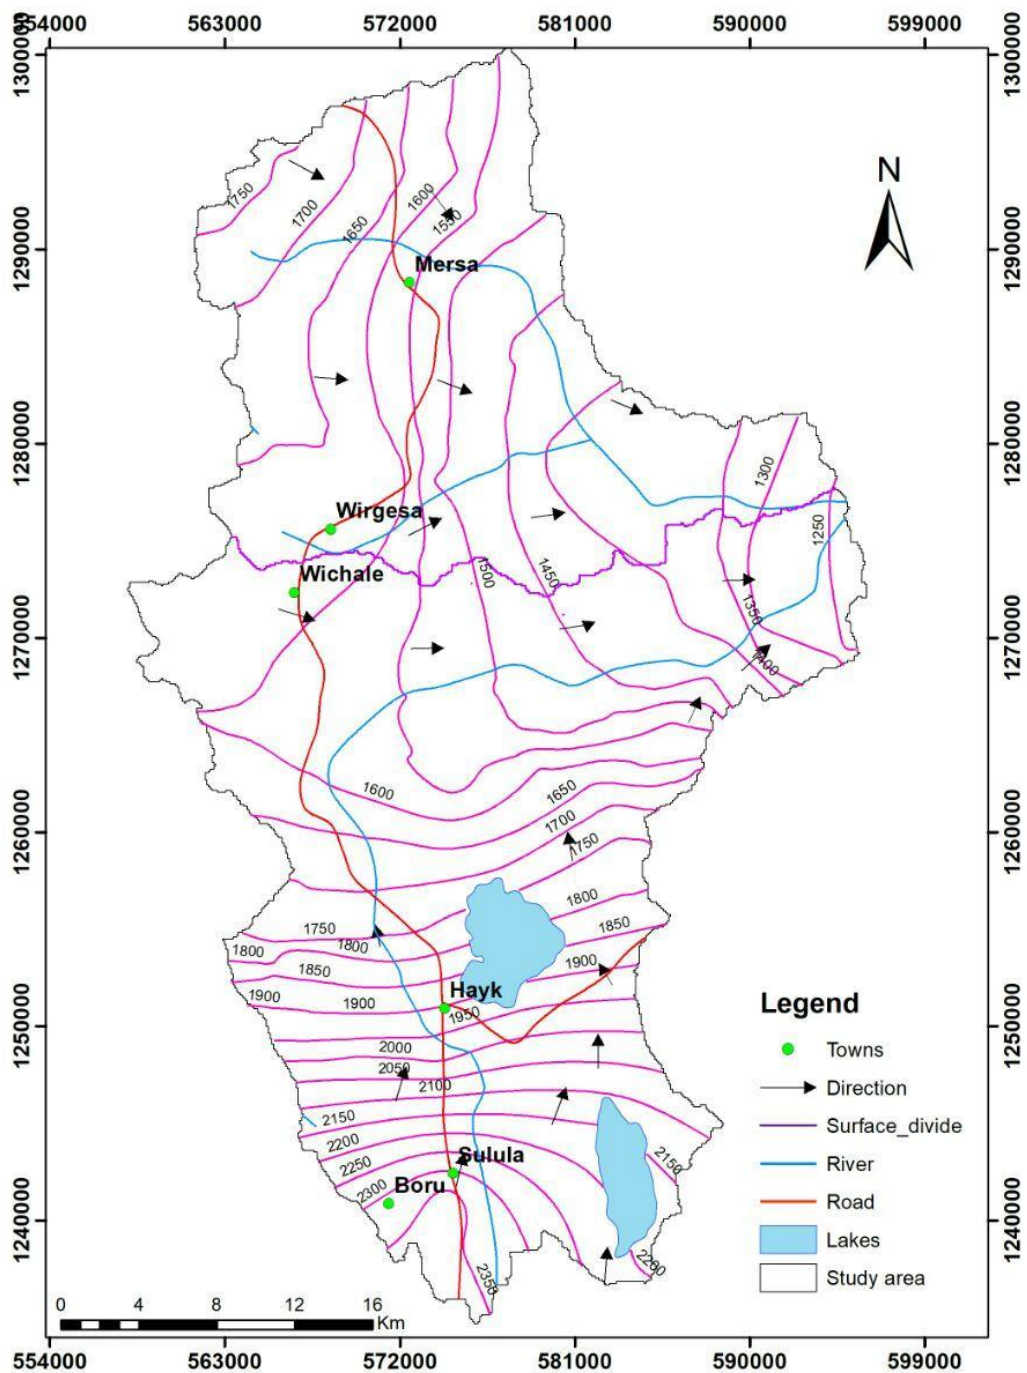 554000 563000 572000 581000 590000 599000
1300000 1300000
N
1750
1700
1650
1600
1550
1290000 1290000
Mersa
1280000 1280000
1300
1250
Wirgesa
Wichale
1500
1450
1350
1400
1270000 1270000
1600
1650
1700
1750
1260000 1260000
1800
1850
1900
1750
1800
1800
1850
1900
1900
Hayk
1950
1250000 1250000
2000
2050
2100
2150
2200
2250
2300
Sulula
Boru
2150
2200
2350
1240000 1240000
Legend
Towns
Direction
Surface_divide
River
Road
Lakes
Study area
0 4 8 12 16
Km
554000 563000 572000 581000 590000 599000